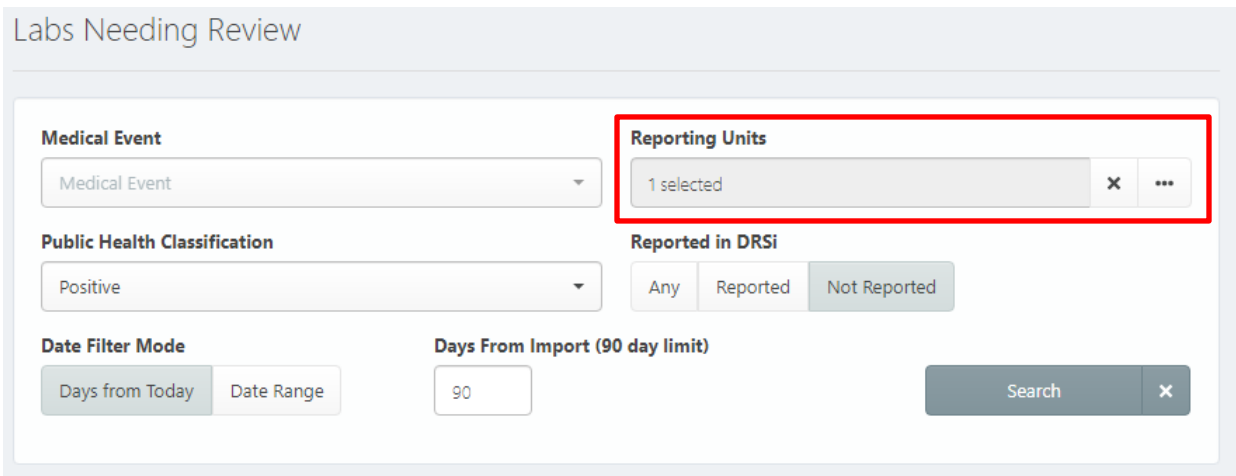 Labs Needing Review
Medical Event
Medical Event
Reporting Units
1 selected
Public Health Classification
Positive
Reported in DRSi
Any Reported Not Reported
Date Filter Mode
Days from Today Date Range
Days From Import (90 day limit)
90
Search